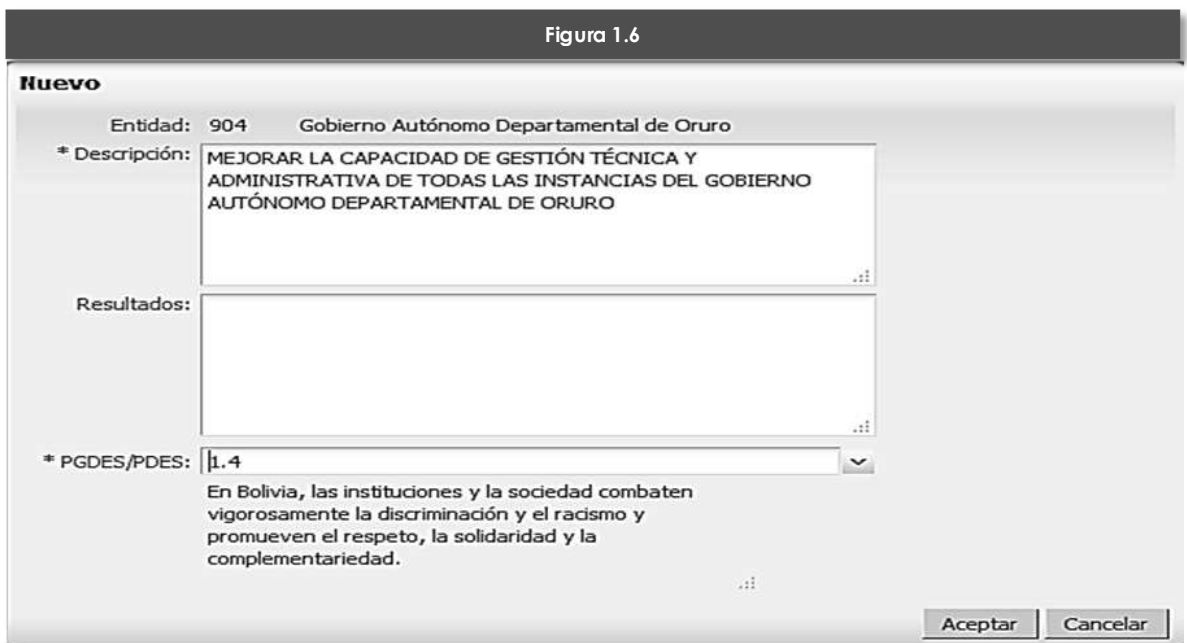 Figura 1.6
Nuevo
Entidad: 904 Gobierno Autónomo Departamental de Oruro
* Descripción: MEJORAR LA CAPACIDAD DE GESTIÓN TÉCNICA Y
ADMINISTRATIVA DE TODAS LAS INSTANCIAS DEL GOBIERNO
AUTÓNOMO DEPARTAMENTAL DE ORURO
Resultados:
* PGDES/PDES: 1.4
En Bolivia, las instituciones y la sociedad combaten
vigorosamente la discriminación y el racismo y
promueven el respeto, la solidaridad y la
complementariedad.
Aceptar Cancelar